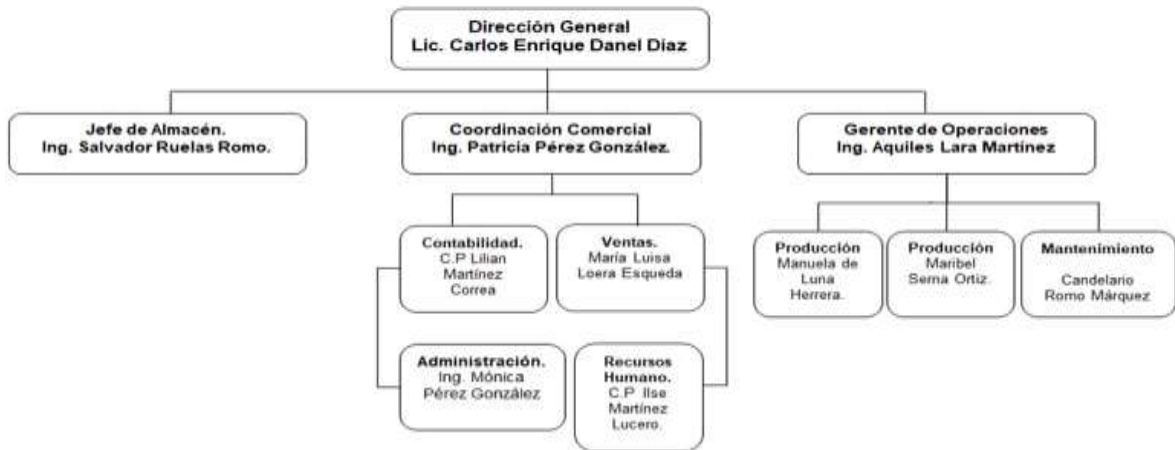 Dirección General
Lic. Carlos Enrique Danel Díaz
Jefe de Almacén.
Ing. Salvador Ruelas Romo.
Coordinación Comercial
Ing. Patricia Pérez González.
Gerente de Operaciones
Ing. Aquiles Lara Martínez
Contabilidad.
C.P Lilian
Martínez
Correa
Ventas.
María Luisa
Loera Esqueda
Producción
Manuela de
Luna
Herrera.
Producción
Maribel
Serna Ortiz.
Mantenimiento
Candelario
Romo Márquez
Administración.
Ing. Mónica
Pérez González
Recursos
Humano.
C.P Ilse
Martínez
Lucero.